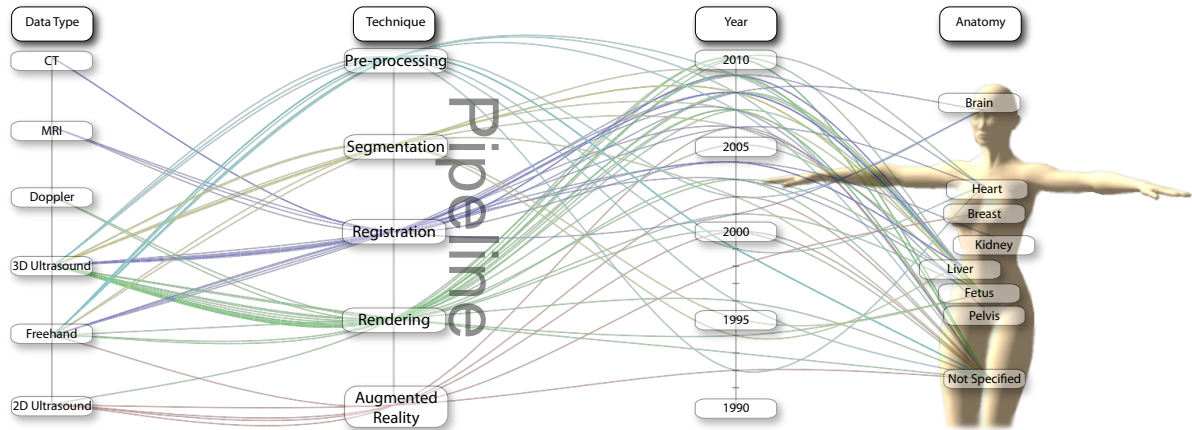 Data Type
Technique
Year
Anatomy
CT
MRI
Doppler
3D Ultrasound
Freehand
2D Ultrasound
Pre-processing
Segmentation
Registration
Rendering
Augmented
Reality
Pipeline
2010
2005
2000
1995
1990
Brain
Heart
Breast
Kidney
Liver
Fetus
Pelvis
Not Specified